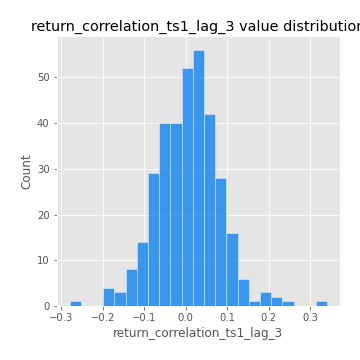 return_correlation_ts1_lag_3 value distribution
50
40
30
20
10
0
Count
−0.3 −0.2 −0.1 0.0 0.1 0.2 0.3
return_correlation_ts1_lag_3